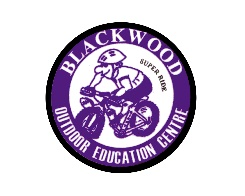 BLACKWOOD
SUPER RIDE
OUTDOOR EDUCATION CENTRE